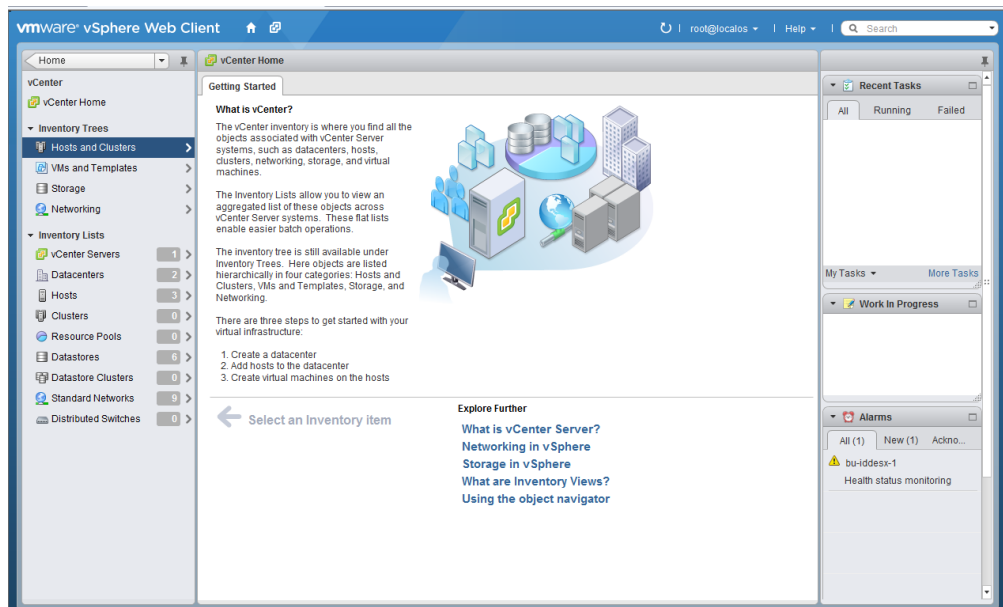 vmware® vSphere Web Client
root@localos
Help
Search
Home
vCenter
vCenter Home
Inventory Trees
Hosts and Clusters
VMs and Templates
Storage
Networking
Inventory Lists
vCenter Servers 1
Datacenters 2
Hosts 3
Clusters 0
Resource Pools 0
Datastores 6
Datastore Clusters 0
Standard Networks 9
Distributed Switches 0
vCenter Home
Getting Started
What is vCenter?
The vCenter inventory is where you find all the
objects associated with vCenter Server
systems, such as datacenters, hosts,
clusters, networking, storage, and virtual
machines.
The Inventory Lists allow you to view an
aggregated list of these objects across
vCenter Server systems. These flat lists
enable easier batch operations.
The inventory tree is still available under
Inventory Trees. Here objects are listed
hierarchically in four categories: Hosts and
Clusters, VMs and Templates, Storage, and
Networking.
There are three steps to get started with your
virtual infrastructure:
1. Create a datacenter
2. Add hosts to the datacenter
3. Create virtual machines on the hosts
Select an Inventory item
Explore Further
What is vCenter Server?
Networking in vSphere
Storage in vSphere
What are Inventory Views?
Using the object navigator
Recent Tasks
All Running Failed
My Tasks More Tasks
Work In Progress
Alarms
All (1) New (1) Ackno...
bu-iddesx-1
Health status monitoring